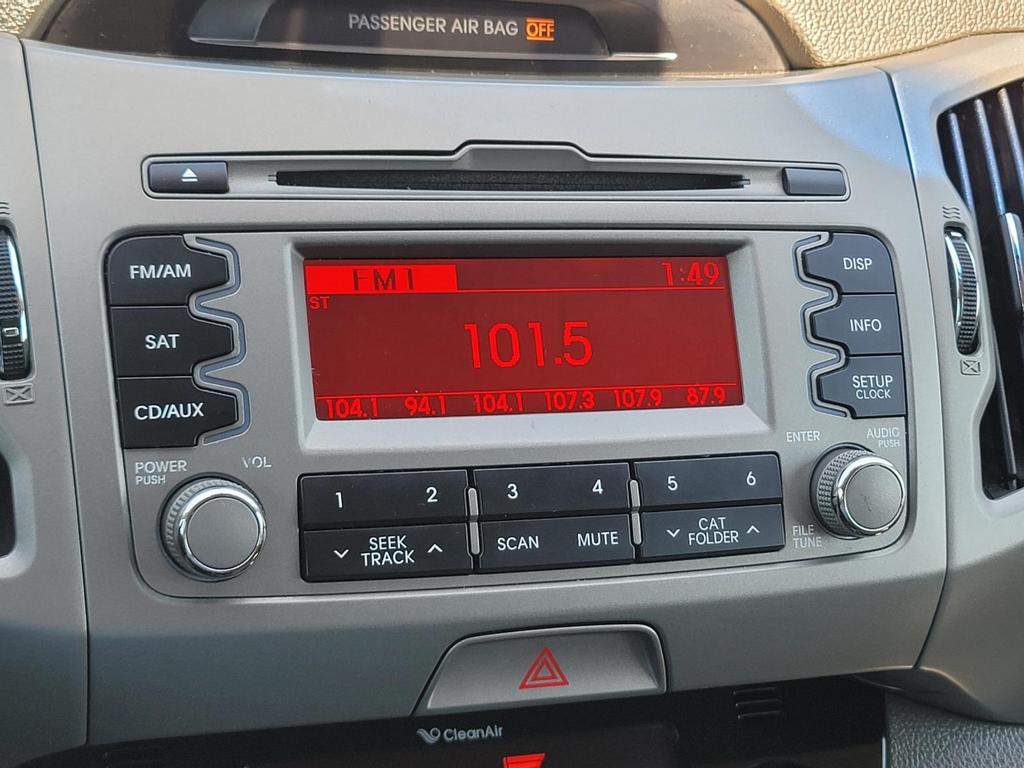 PASSENGER AIR BAG OFF
FM/AM
SAT
CD/AUX
FM1 1:49
ST
101.5
104.1 94.1 104.1 107.3 107.9 87.9
DISP
INFO
SETUP
CLOCK
POWER
PUSH
VOL
1 2 3 4 5 6
SEEK
TRACK
SCAN MUTE
CAT
FOLDER
ENTER
AUDIO
PUSH
FILE
TUNE
CleanAir